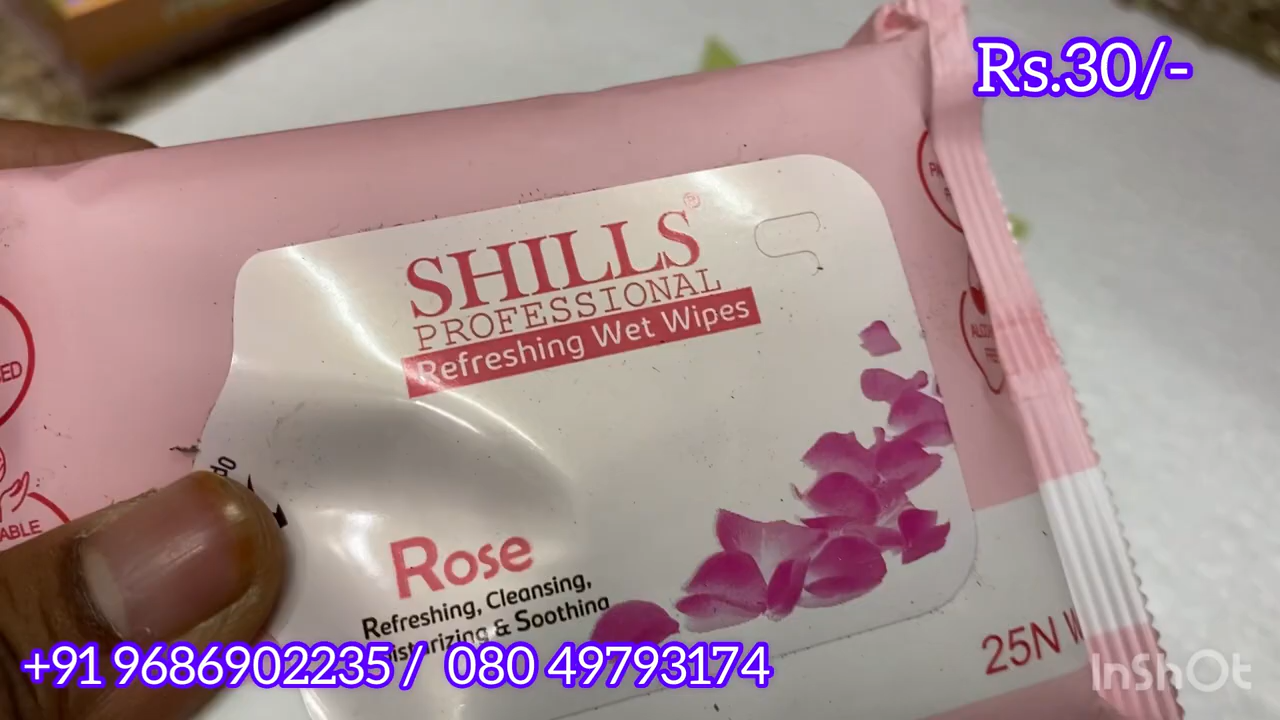 Rs.30/-
SHILLS®
PROFESSIONAL
Refreshing Wet Wipes
Rose
Refreshing, Cleansing,
& Soothing
25N
+91 9686902235 / 080 49793174
InShOt